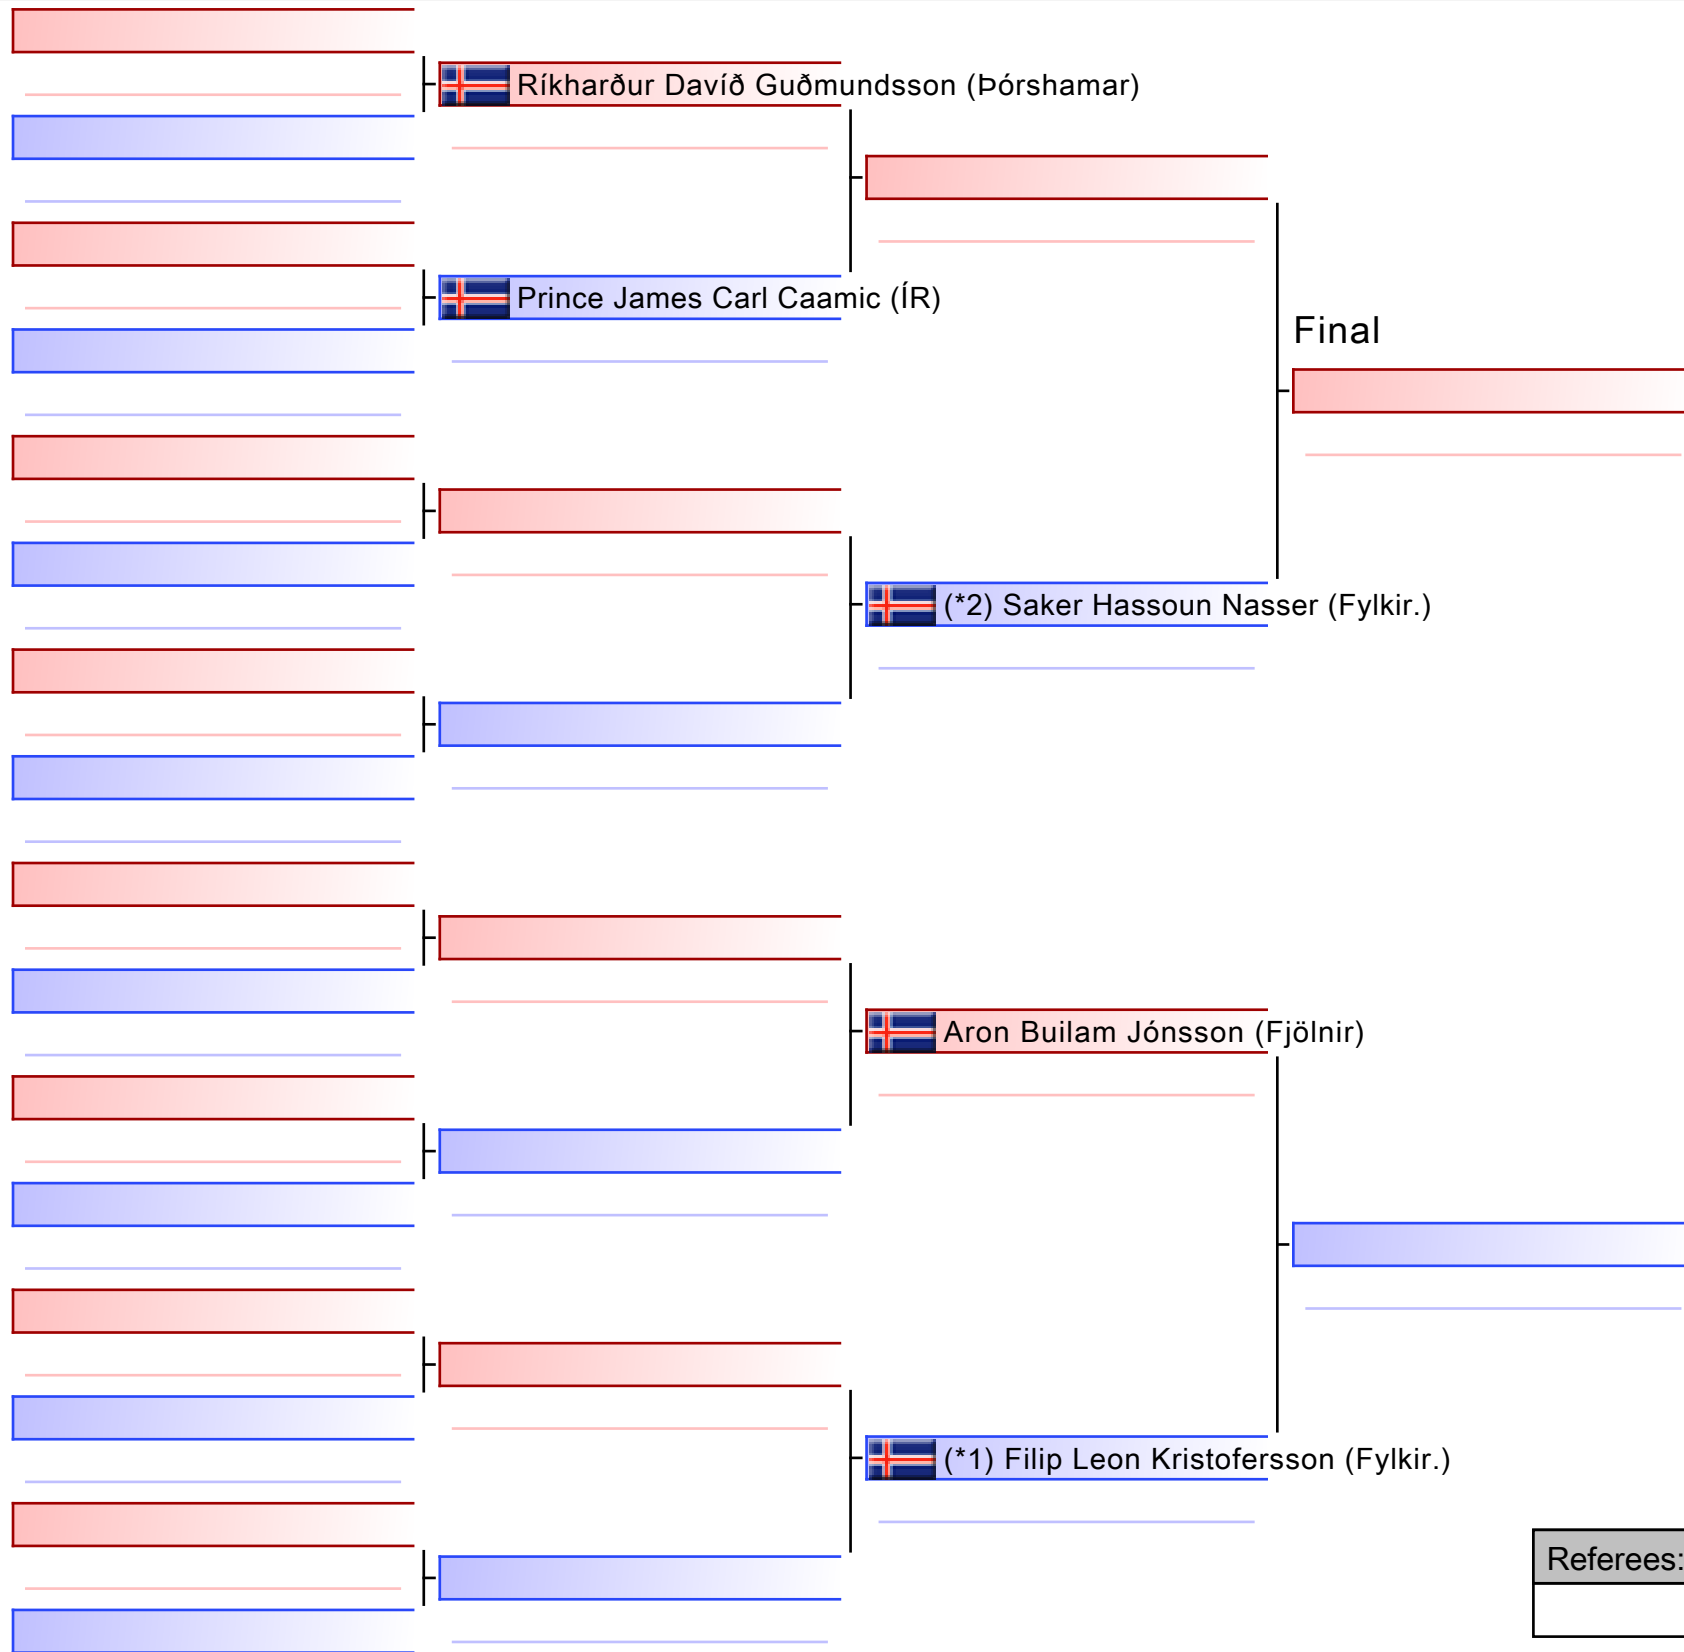 Ríkharður Davíð Guðmundsson (Þórshamar)
Prince James Carl Caamic (ÍR)
Final
(*2) Saker Hassoun Nasser (Fylkir.)
Aron Builam Jónsson (Fjölnir)
(*1) Filip Leon Kristofersson (Fylkir.)
Referees: